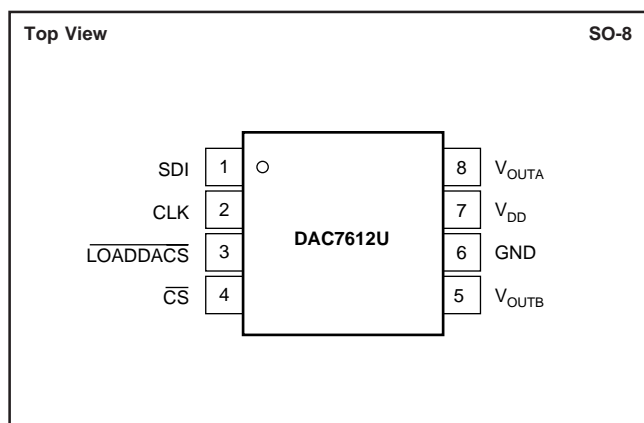 Top View SO-8
SDI 1 8 VOUTA
CLK 2 7 VDD
DAC7612U
LOADDACS 3 6 GND
CS 4 5 VOUTB